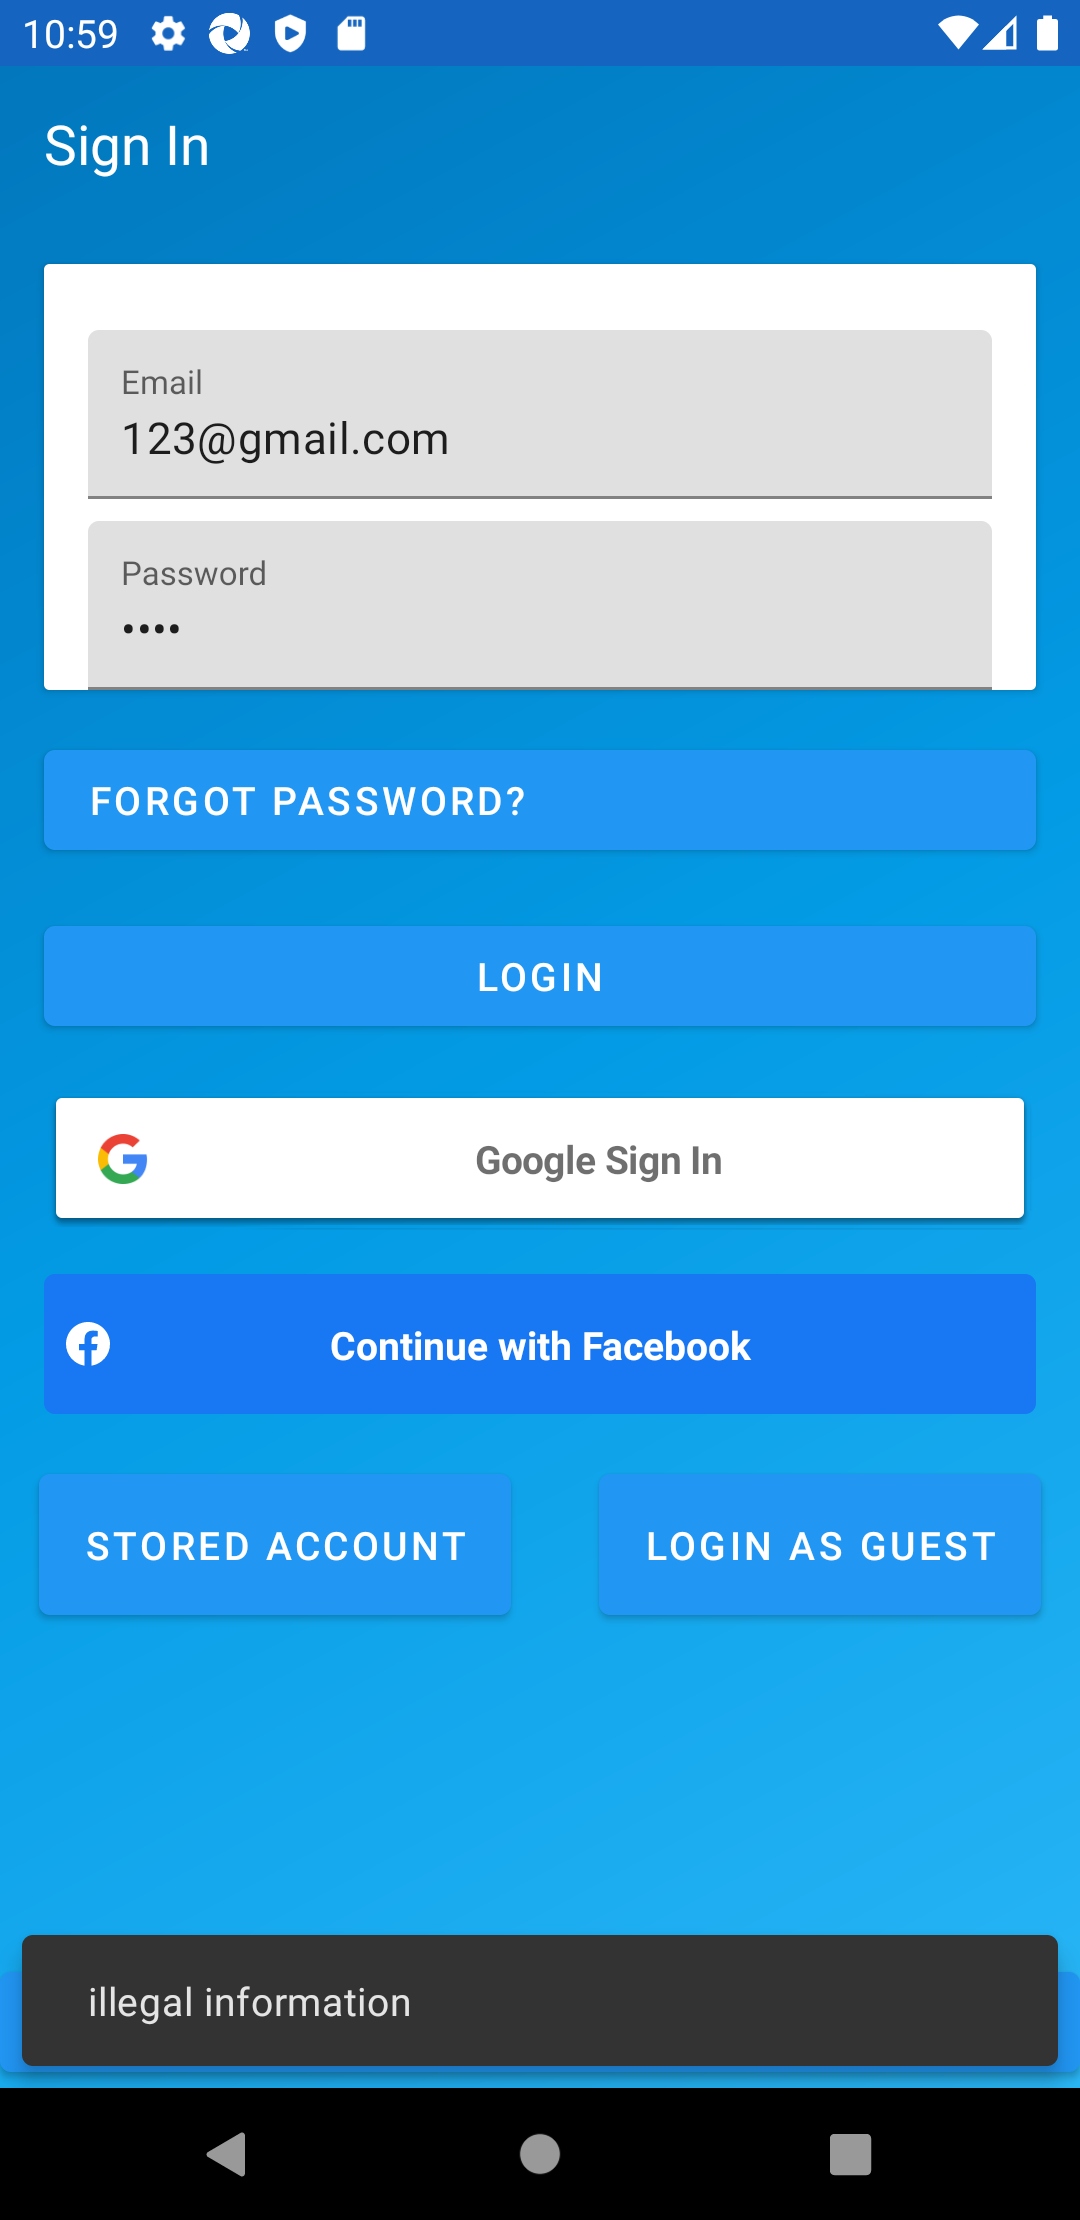 10:59
Sign In
Email
123@gmail.com
Password
••••
FORGOT PASSWORD?
LOGIN
Google Sign In
Continue with Facebook
STORED ACCOUNT
LOGIN AS GUEST
illegal information